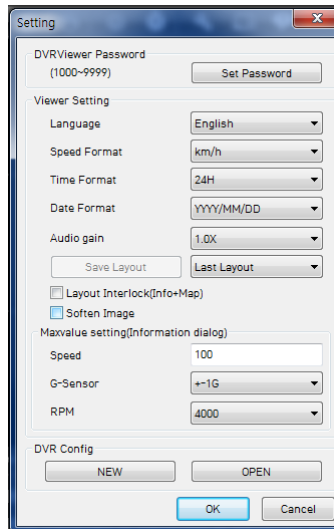 Setting
DVRViewer Password
(1000~9999) Set Password
Viewer Setting
Language English
Speed Format km/h
Time Format 24H
Date Format YYYY/MM/DD
Audio gain 1.0X
Save Layout Last Layout
Layout Interlock(Info+Map)
Soften Image
Maxvalue setting(Information dialog)
Speed 100
G-Sensor +-1G
RPM 4000
DVR Config
NEW OPEN
OK Cancel